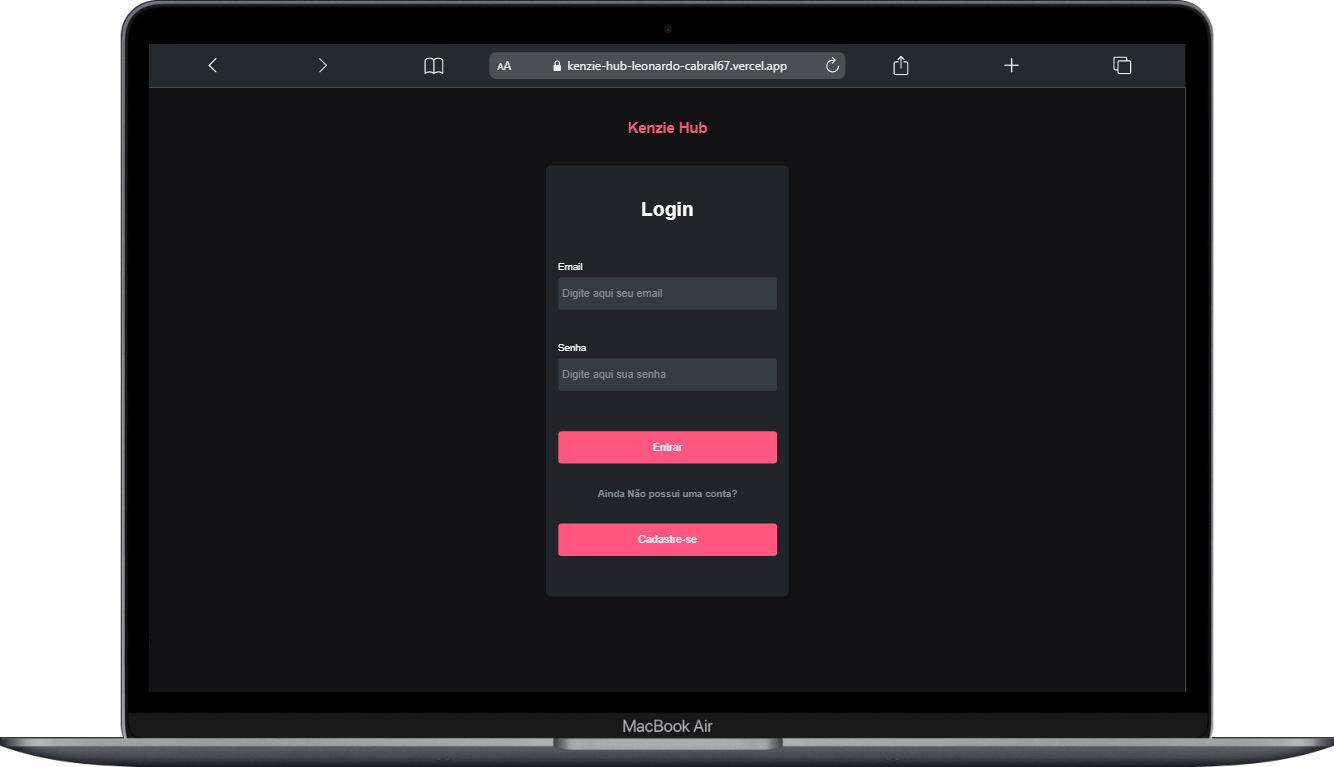 AA kenzie-hub-leonardo-cabral67.vercel.app
Kenzie Hub
Login
Email
Digite aqui seu email
Senha
Digite aqui sua senha
Entrar
Ainda Não possui uma conta?
Cadastre-se
MacBook Air